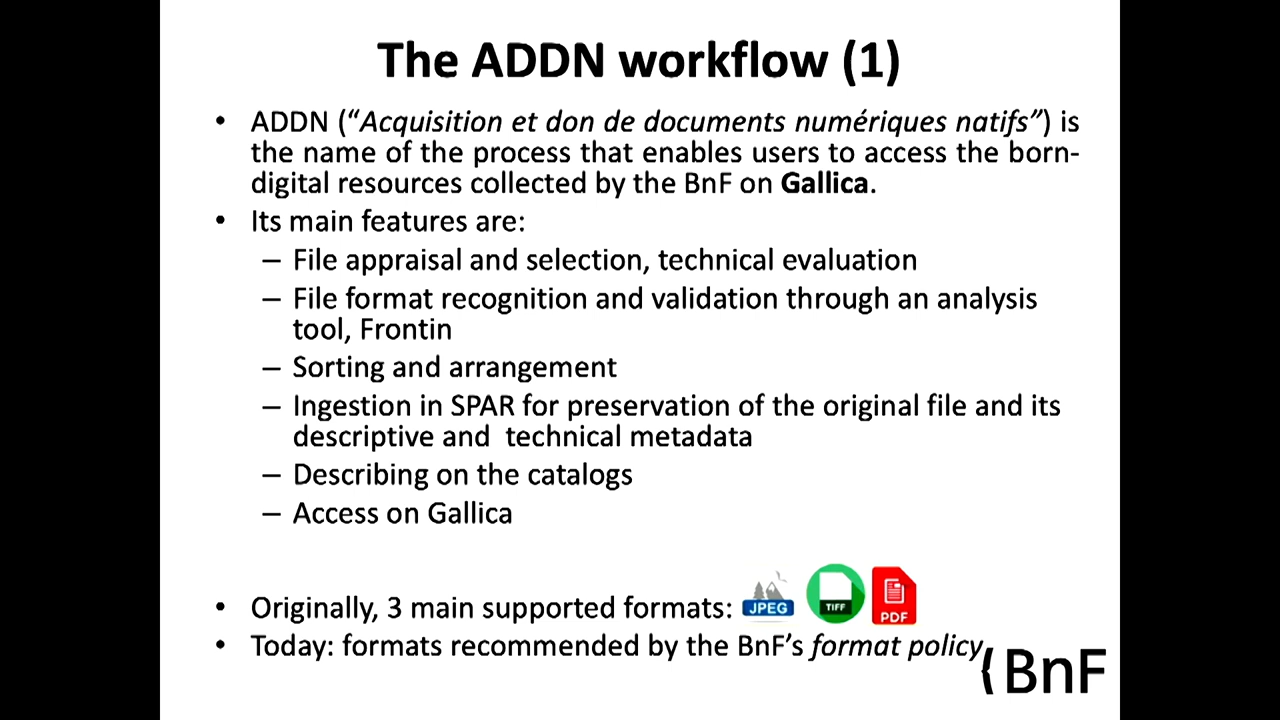 The ADDN workflow (1)
• ADDN (“Acquisition et don de documents numériques natifs”) is
the name of the process that enables users to access the born-
digital resources collected by the BnF on Gallica.
• Its main features are:
– File appraisal and selection, technical evaluation
– File format recognition and validation through an analysis
tool, Frontin
– Sorting and arrangement
– Ingestion in SPAR for preservation of the original file and its
descriptive and  technical metadata
– Describing on the catalogs
– Access on Gallica
• Originally, 3 main supported formats: JPEG TIFF PDF
• Today: formats recommended by the BnF’s format policy
{BnF